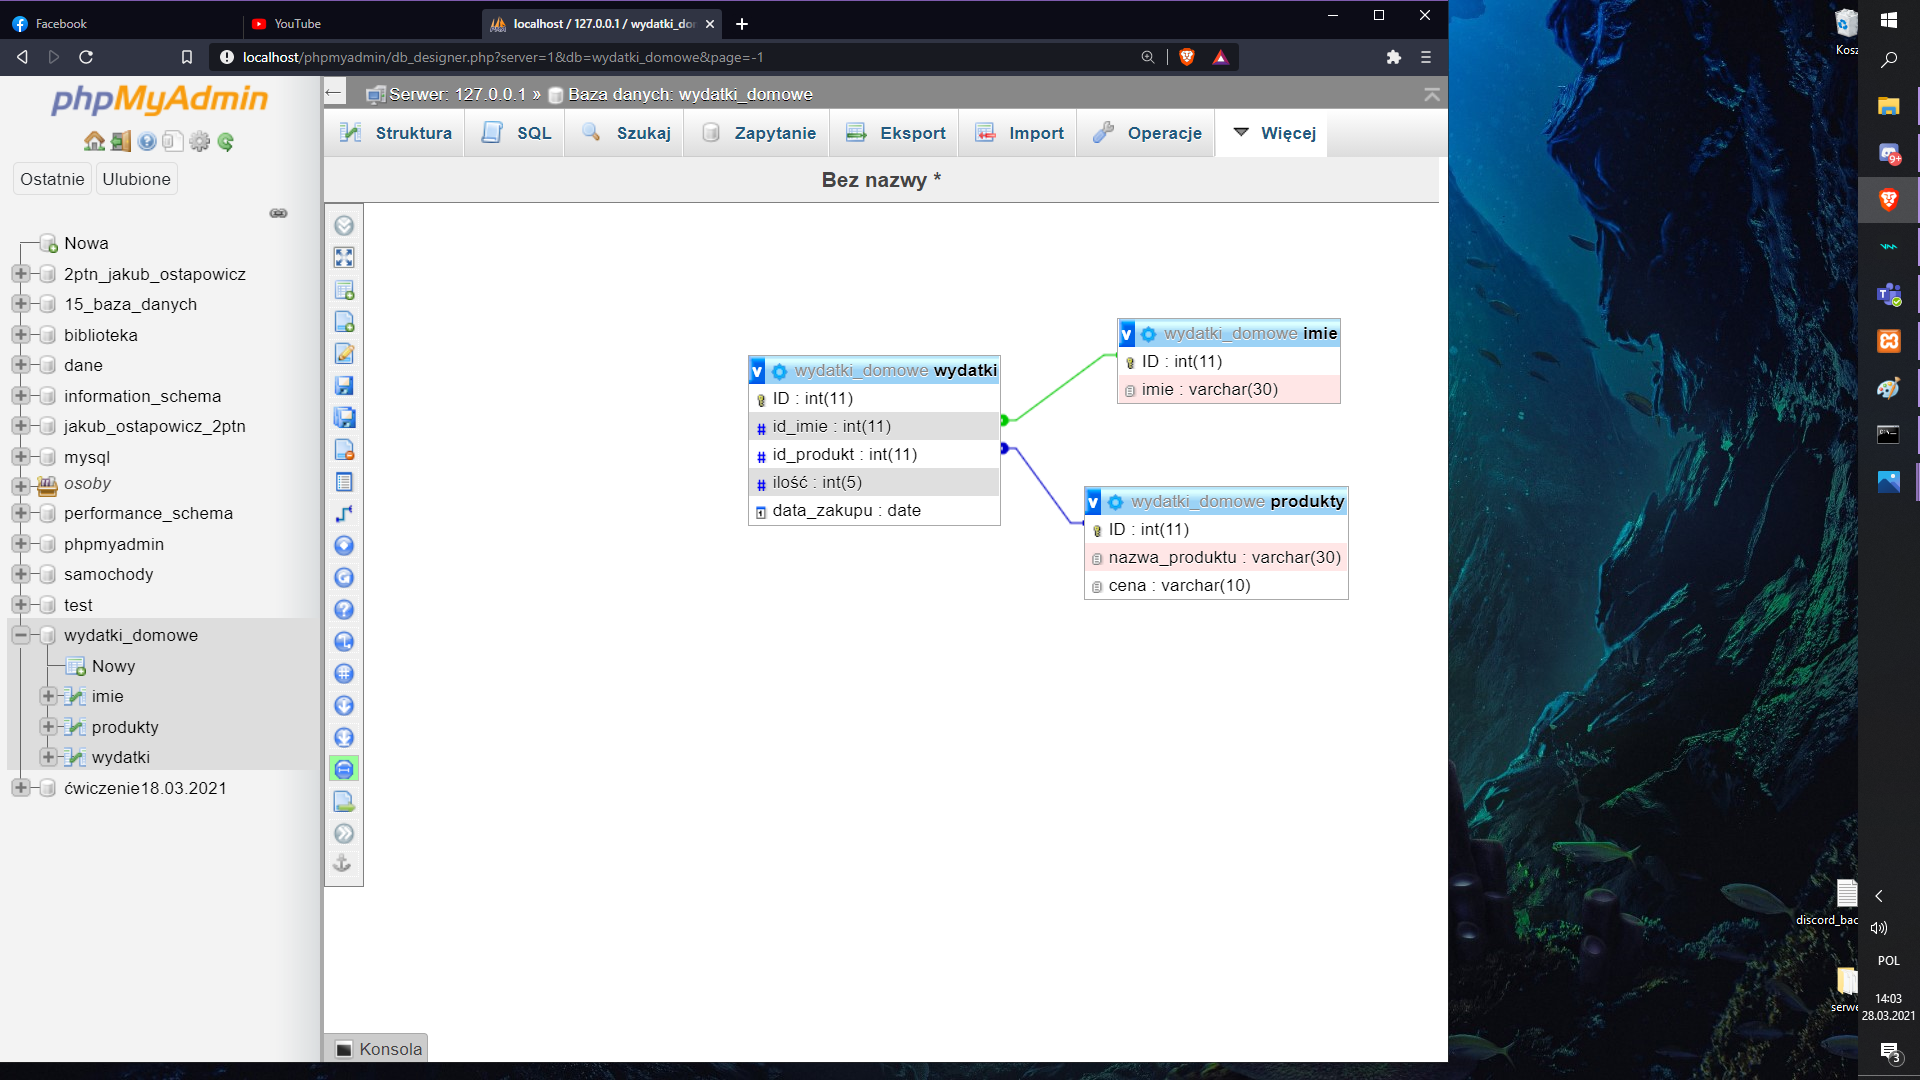 Facebook
YouTube
localhost / 127.0.0.1 / wydatki_dor
localhost/phpmyadmin/db_designer.php?server=1&db=wydatki_domowe&page=-1
phpMyAdmin
Ostatnie
Ulubione
Nowa
2ptn_jakub_ostapowicz
15_baza_danych
biblioteka
dane
information_schema
jakub_ostapowicz_2ptn
mysql
osoby
performance_schema
phpmyadmin
samochody
test
wydatki_domowe
Nowy
imie
produkty
wydatki
ćwiczenie18.03.2021
Serwer: 127.0.0.1 » Baza danych: wydatki_domowe
Struktura
SQL
Szukaj
Zapytanie
Eksport
Import
Operacje
Więcej
Bez nazwy *
v wydatki_domowe wydatki
ID : int(11)
# id_imie : int(11)
# id_produkt : int(11)
# ilość : int(5)
data_zakupu : date
v wydatki_domowe imie
ID : int(11)
imie : varchar(30)
v wydatki_domowe produkty
ID : int(11)
nazwa_produktu : varchar(30)
cena : varchar(10)
Konsola
Kosz
discord_bac
serwe
9+
POL
14:03
28.03.2021
3